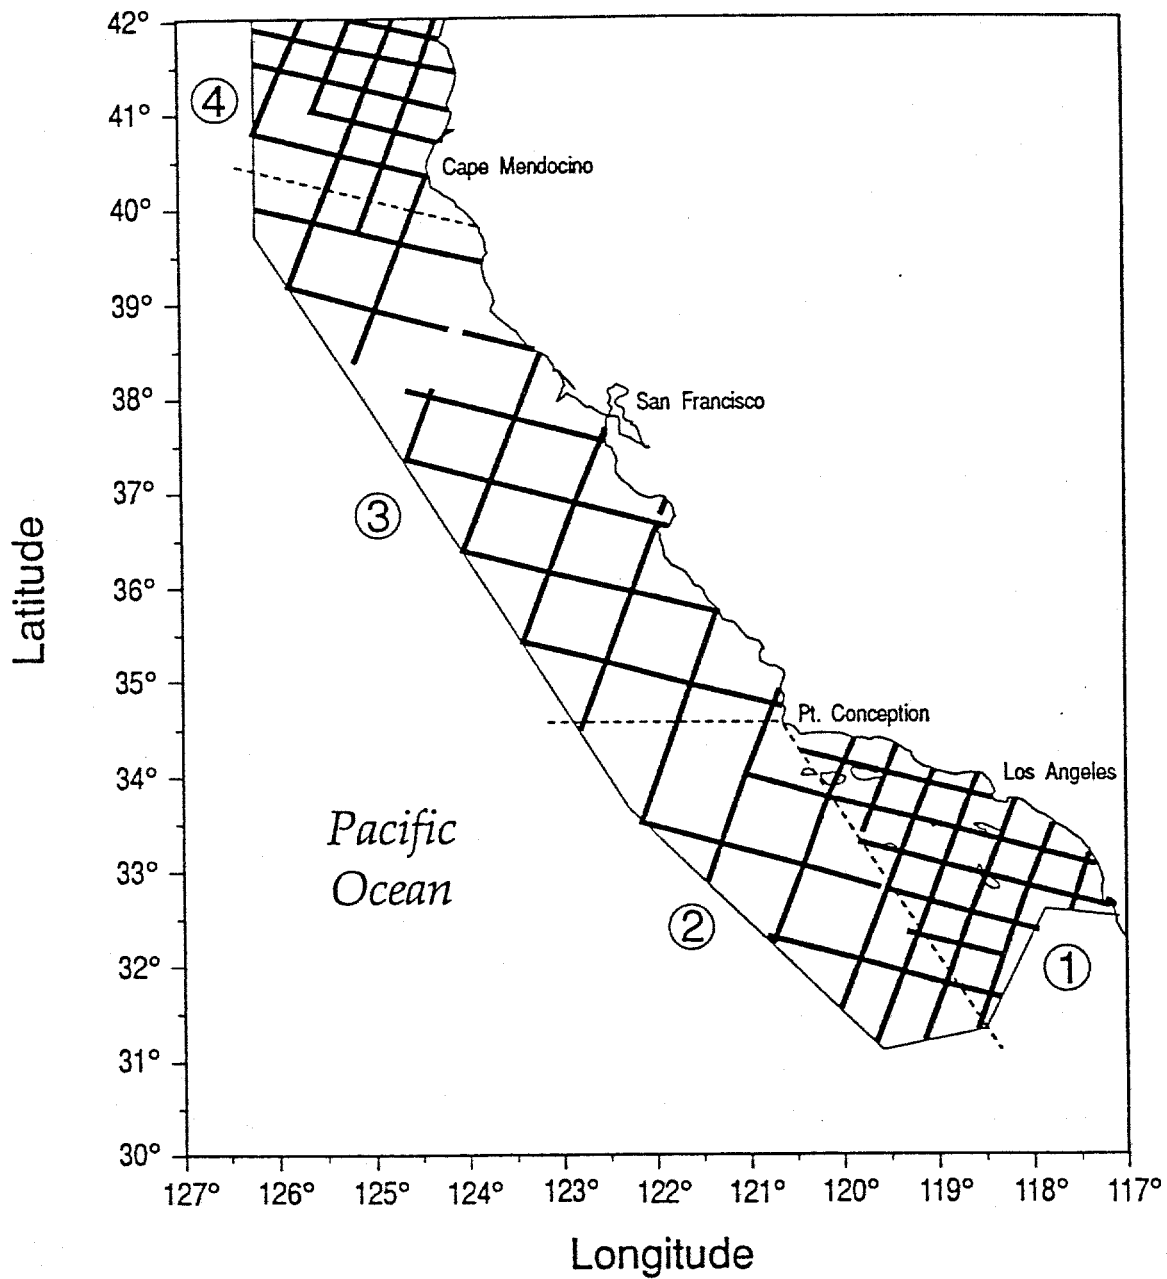 42°
41°
40°
39°
38°
37°
36°
35°
34°
33°
32°
31°
30°
Latitude
④
Cape Mendocino
San Francisco
③
Pt. Conception
Los Angeles
Pacific
Ocean
②
①
127° 126° 125° 124° 123° 122° 121° 120° 119° 118° 117°
Longitude